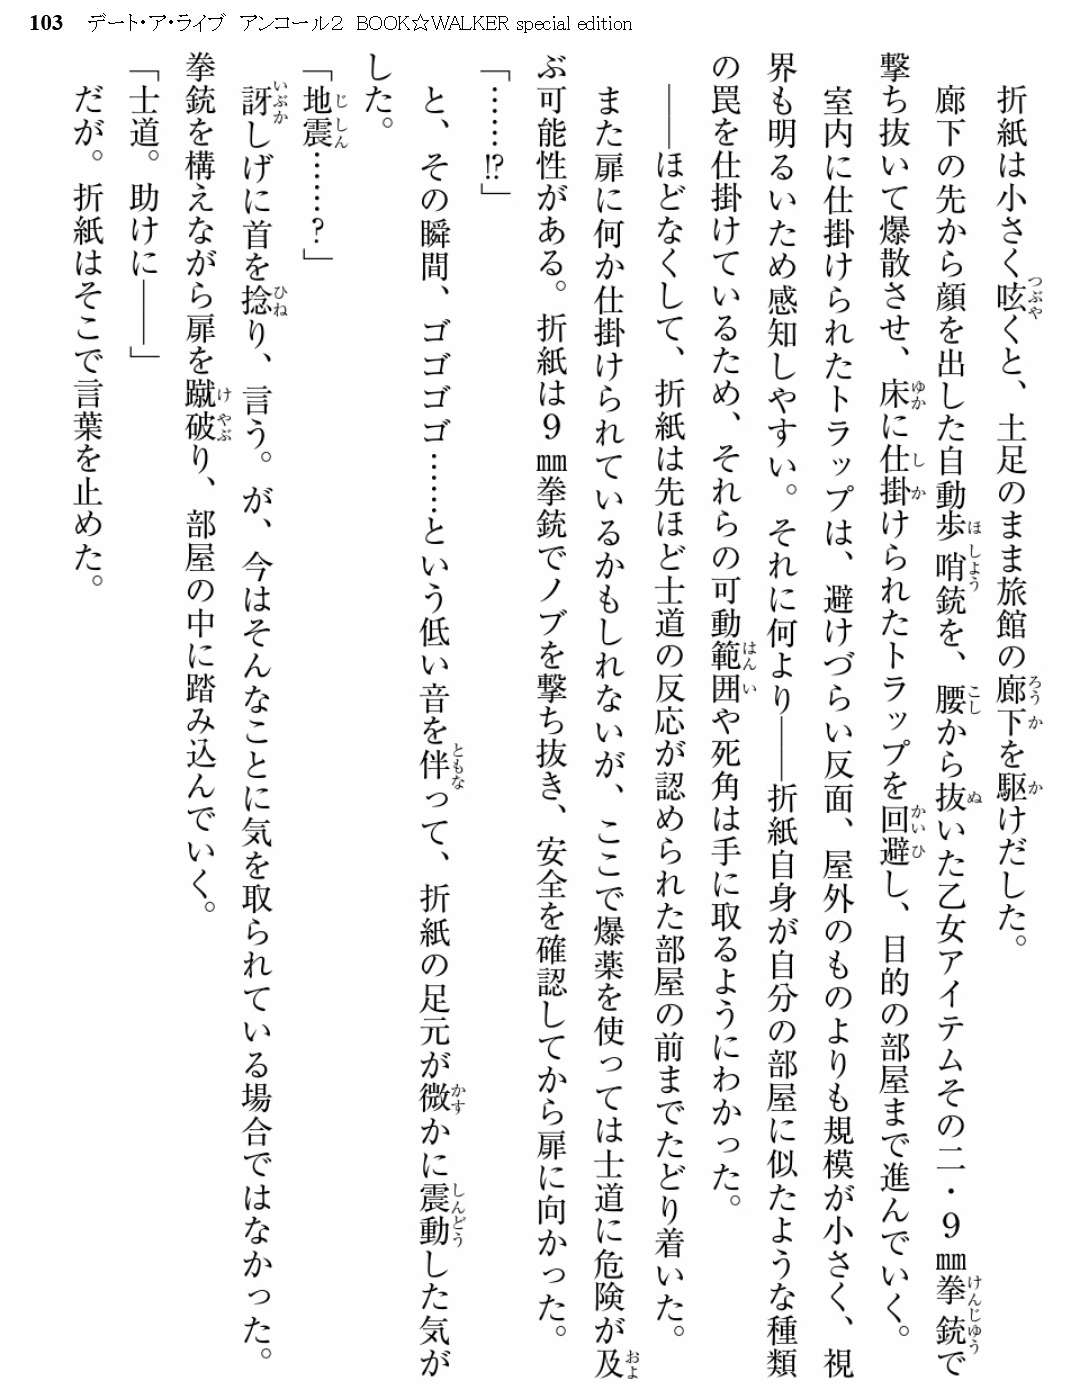 103 デート・ア・ライブ アンコール2 BOOK☆WALKER special edition
折紙は小さく呟くと、土足のまま旅館の廊下を駆けだした。
廊下の先から顔を出した自動歩哨銃を、腰から抜いた乙女アイテムその二・9㎜拳銃で
撃ち抜いて爆散させ、床に仕掛けられたトラップを回避し、目的の部屋まで進んでいく。
室内に仕掛けられたトラップは、避けづらい反面、屋外のものよりも規模が小さく、視
界も明るいため感知しやすい。それに何より――折紙自身が自分の部屋に似たような種類
の罠を仕掛けているため、それらの可動範囲や死角は手に取るようにわかった。
――ほどなくして、折紙は先ほど士道の反応が認められた部屋の前までたどり着いた。
また扉に何か仕掛けられているかもしれないが、ここで爆薬を使っては士道に危険が及
ぶ可能性がある。折紙は9㎜拳銃でノブを撃ち抜き、安全を確認してから扉に向かった。
「……!?」
と、その瞬間、ゴゴゴゴ……という低い音を伴って、折紙の足元が微かに震動した気が
した。
「地震……?」
訝しげに首を捻り、言う。が、今はそんなことに気を取られている場合ではなかった。
拳銃を構えながら扉を蹴破り、部屋の中に踏み込んでいく。
「士道。助けに――」
だが。折紙はそこで言葉を止めた。